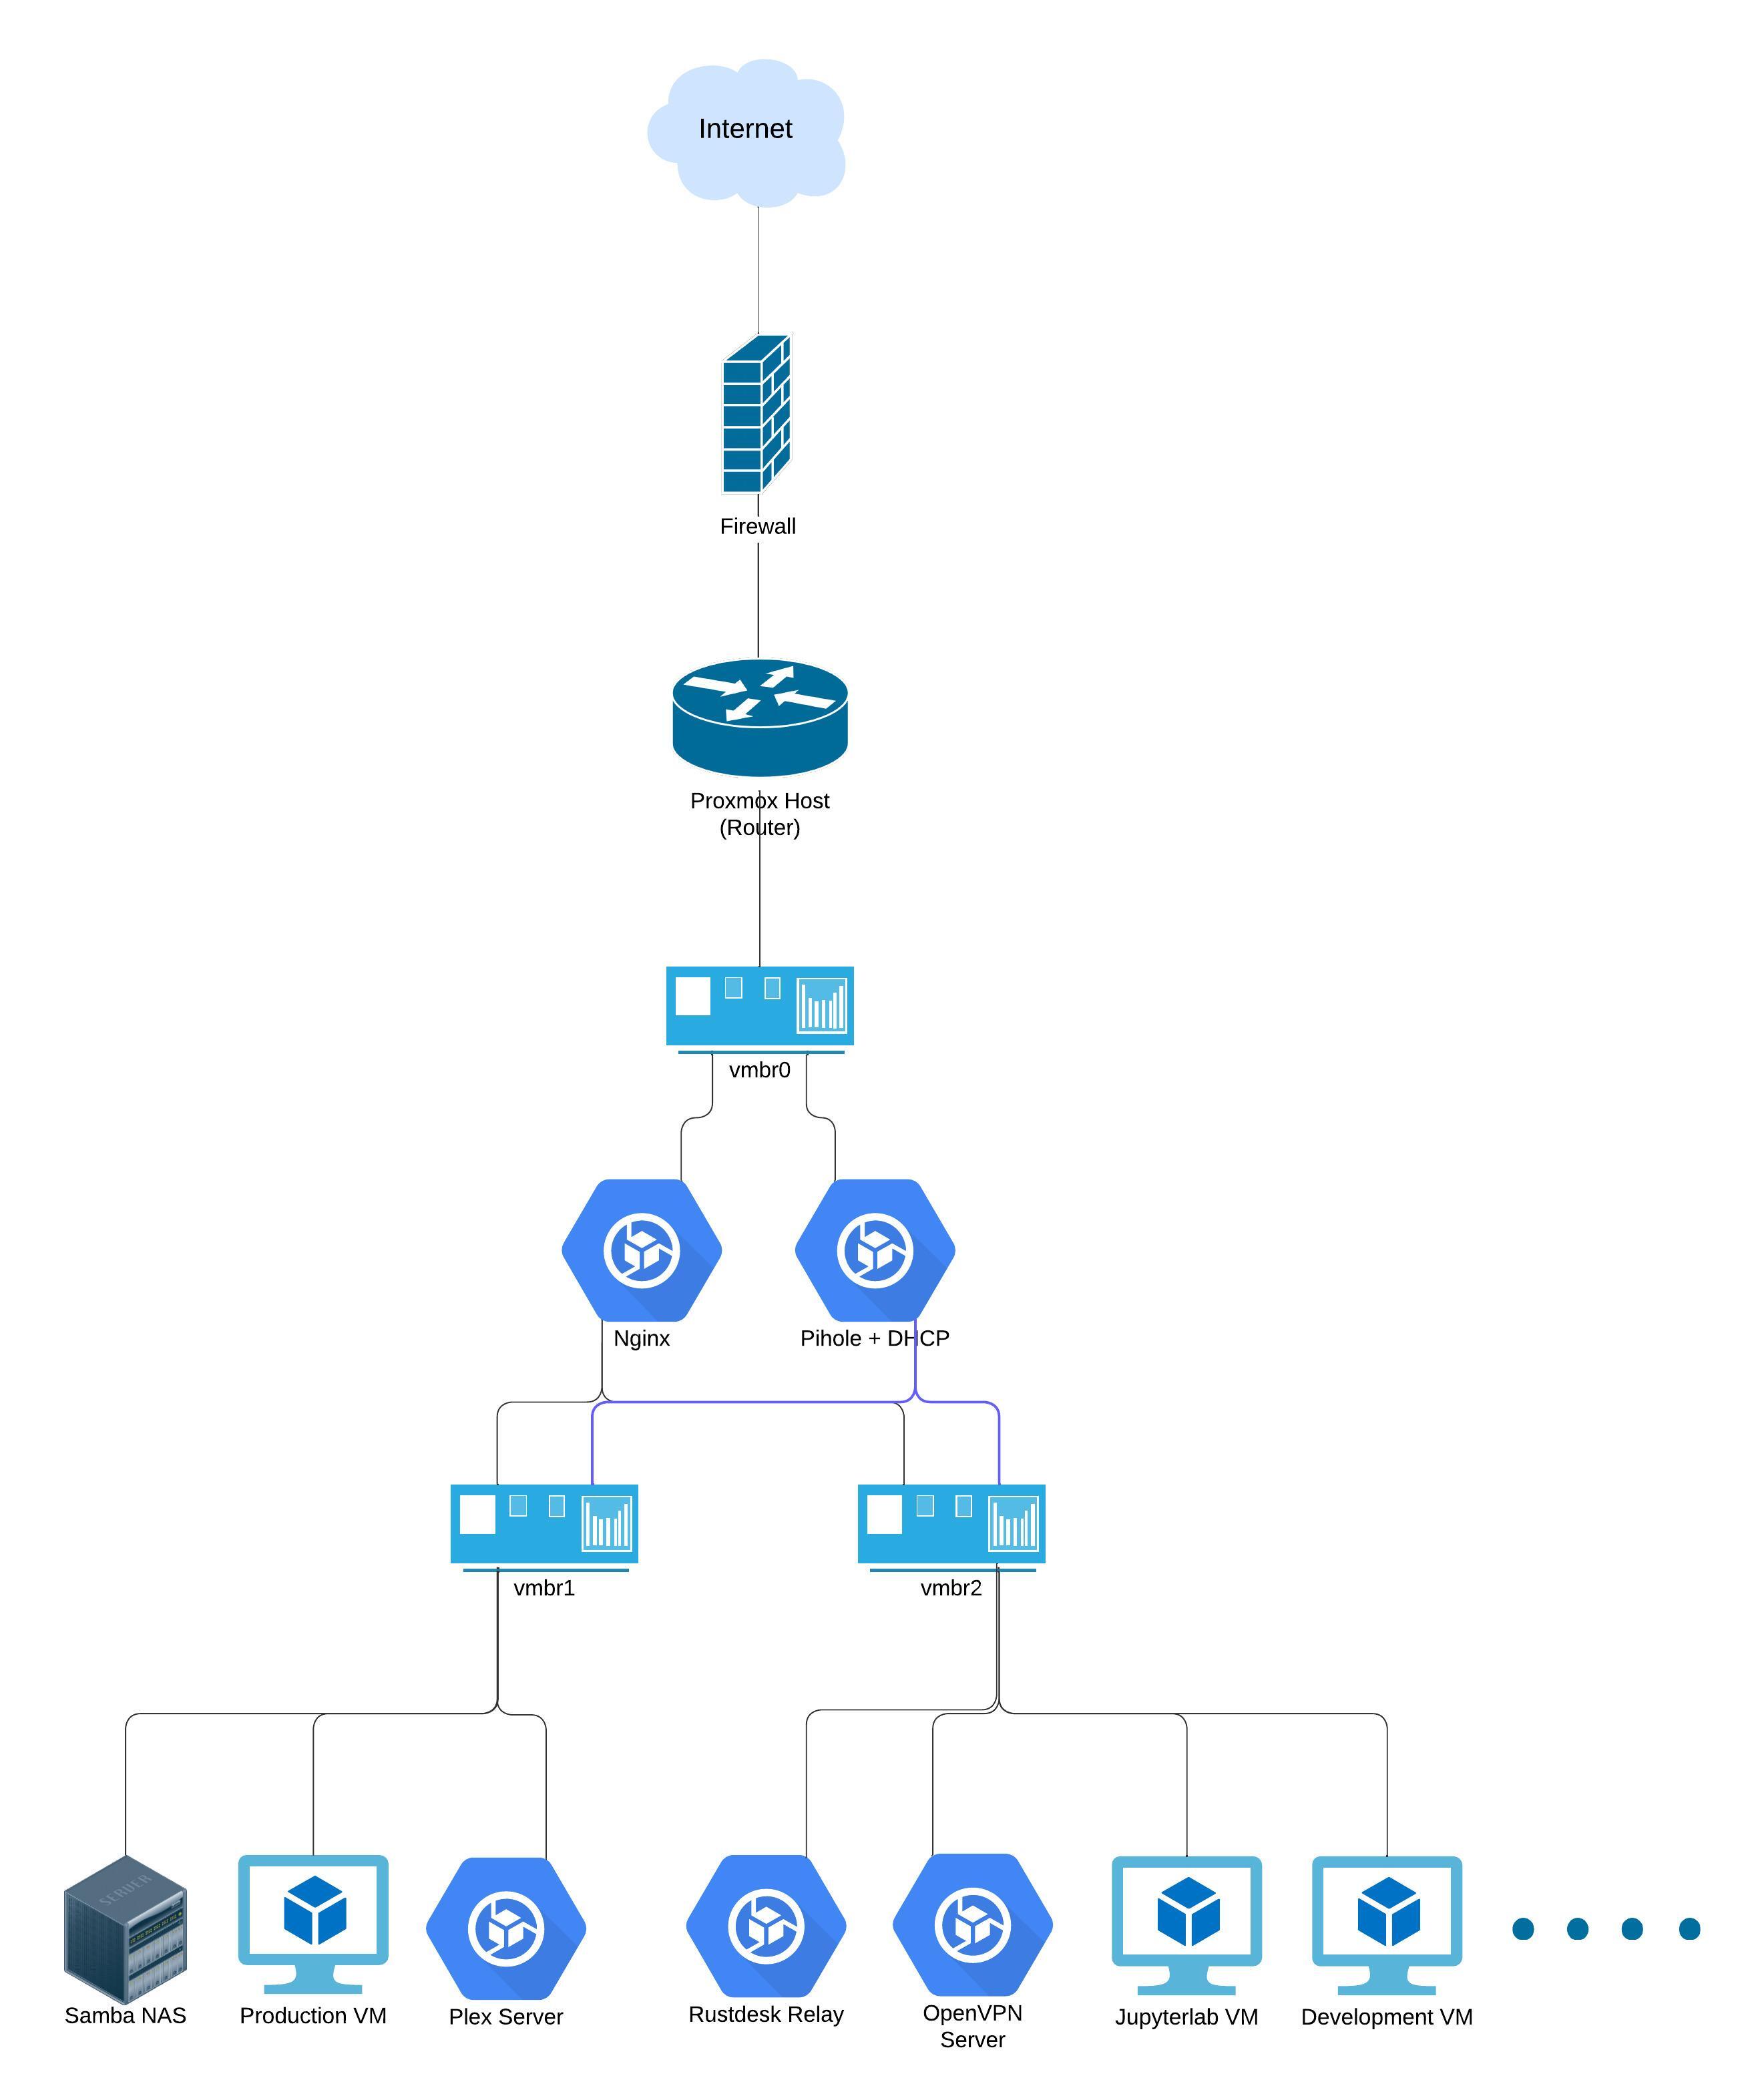 Internet
Firewall
Proxmox Host
(Router)
vmbr0
Nginx
Pihole + DHCP
vmbr1
vmbr2
SERVER
Samba NAS
Production VM
Plex Server
Rustdesk Relay
OpenVPN
Server
Jupyterlab VM
Development VM